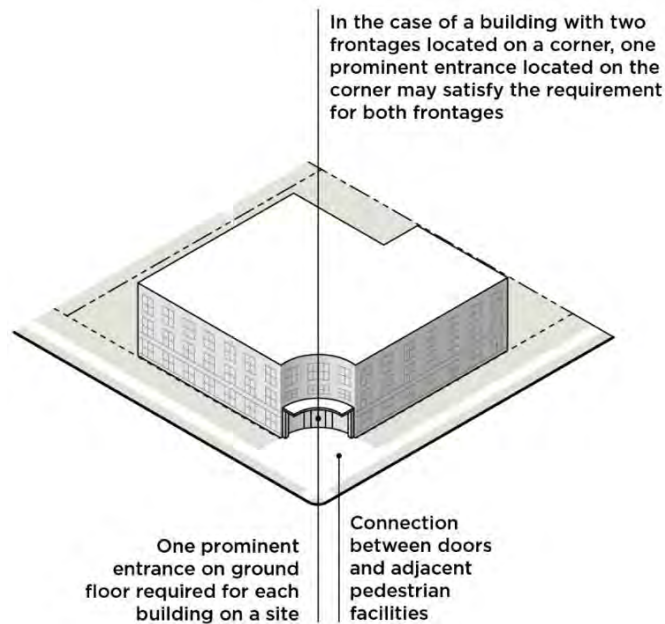 In the case of a building with two
frontages located on a corner, one
prominent entrance located on the
corner may satisfy the requirement
for both frontages
One prominent
entrance on ground
floor required for each
building on a site
Connection
between doors
and adjacent
pedestrian
facilities